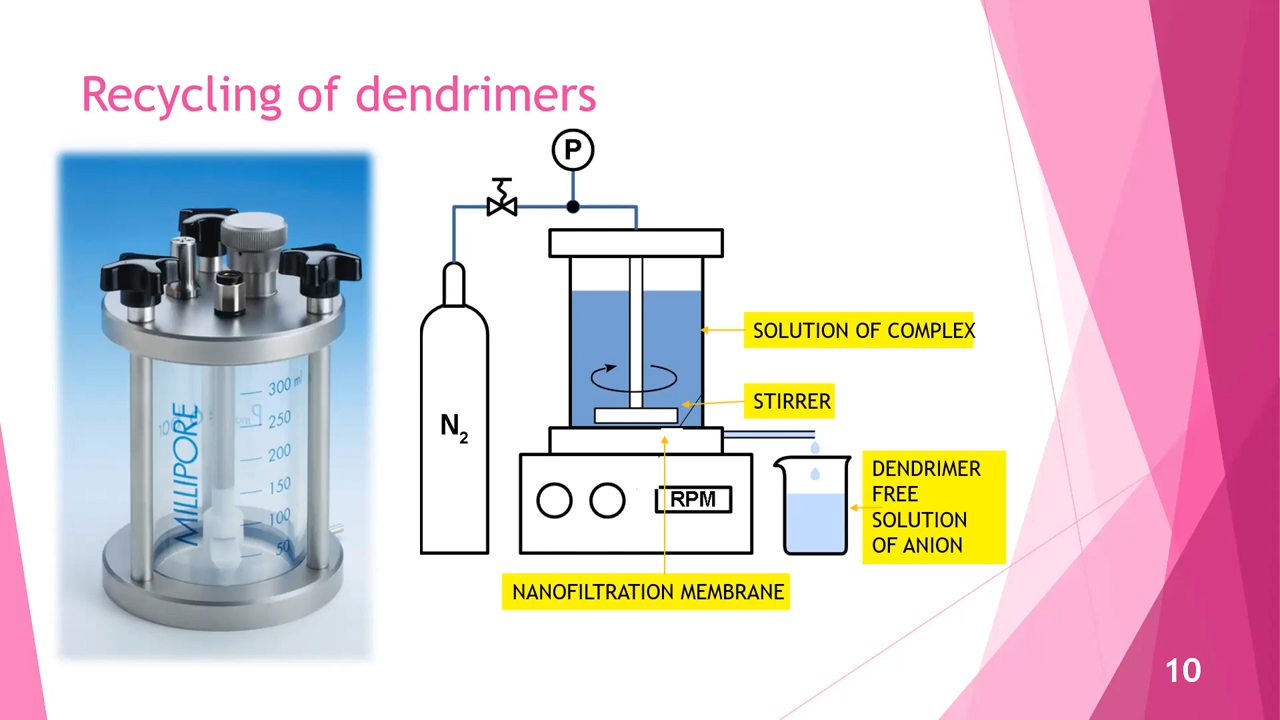 Recycling of dendrimers
P
N2
SOLUTION OF COMPLEX
STIRRER
DENDRIMER
FREE
SOLUTION
OF ANION
RPM
NANOFILTRATION MEMBRANE
MILLIPORE
300 ml
250
200
150
100
50
10